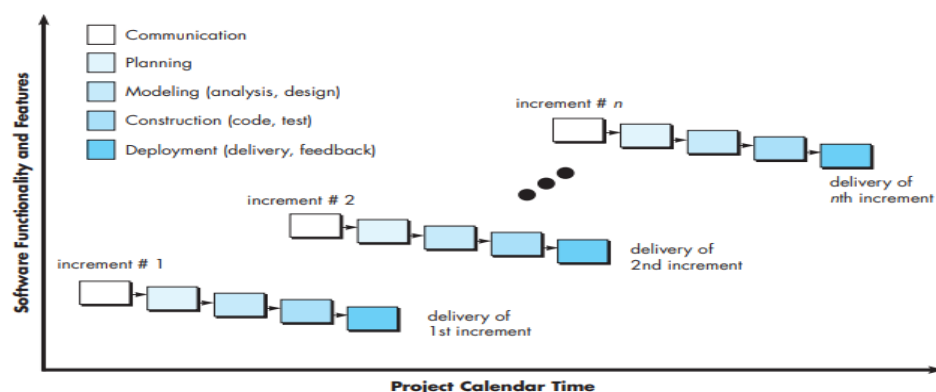 Software Functionality and Features
Communication
Planning
Modeling (analysis, design)
Construction (code, test)
Deployment (delivery, feedback)
increment # n
delivery of
nth increment
increment # 2
delivery of
2nd increment
increment # 1
delivery of
1st increment
Project Calendar Time